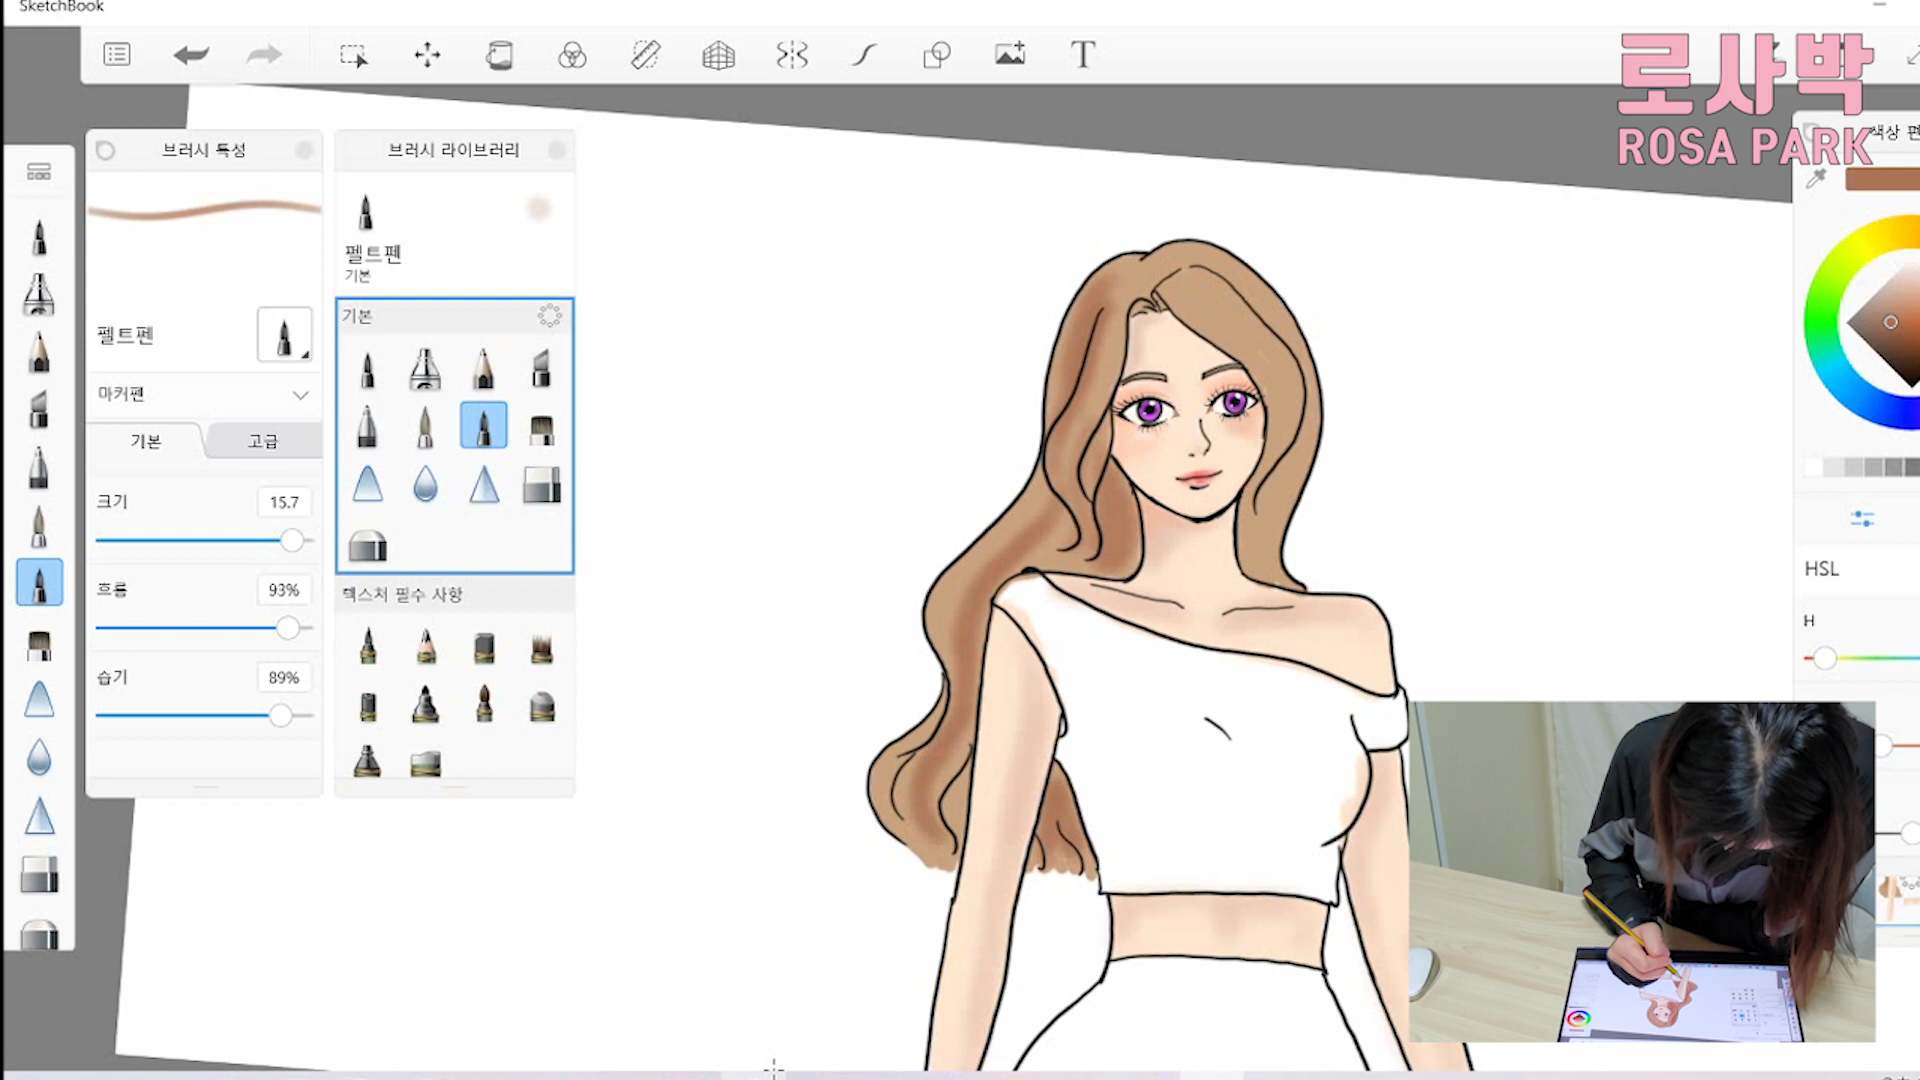 SketchBook
T
로사박
ROSA PARK
브러시 특성
브러시 라이브러리
색상 편
펠트펜
기본
기본
펠트펜
마커펜
기본
고급
크기
15.7
흐름
93%
텍스처 필수 사항
습기
89%
HSL
H